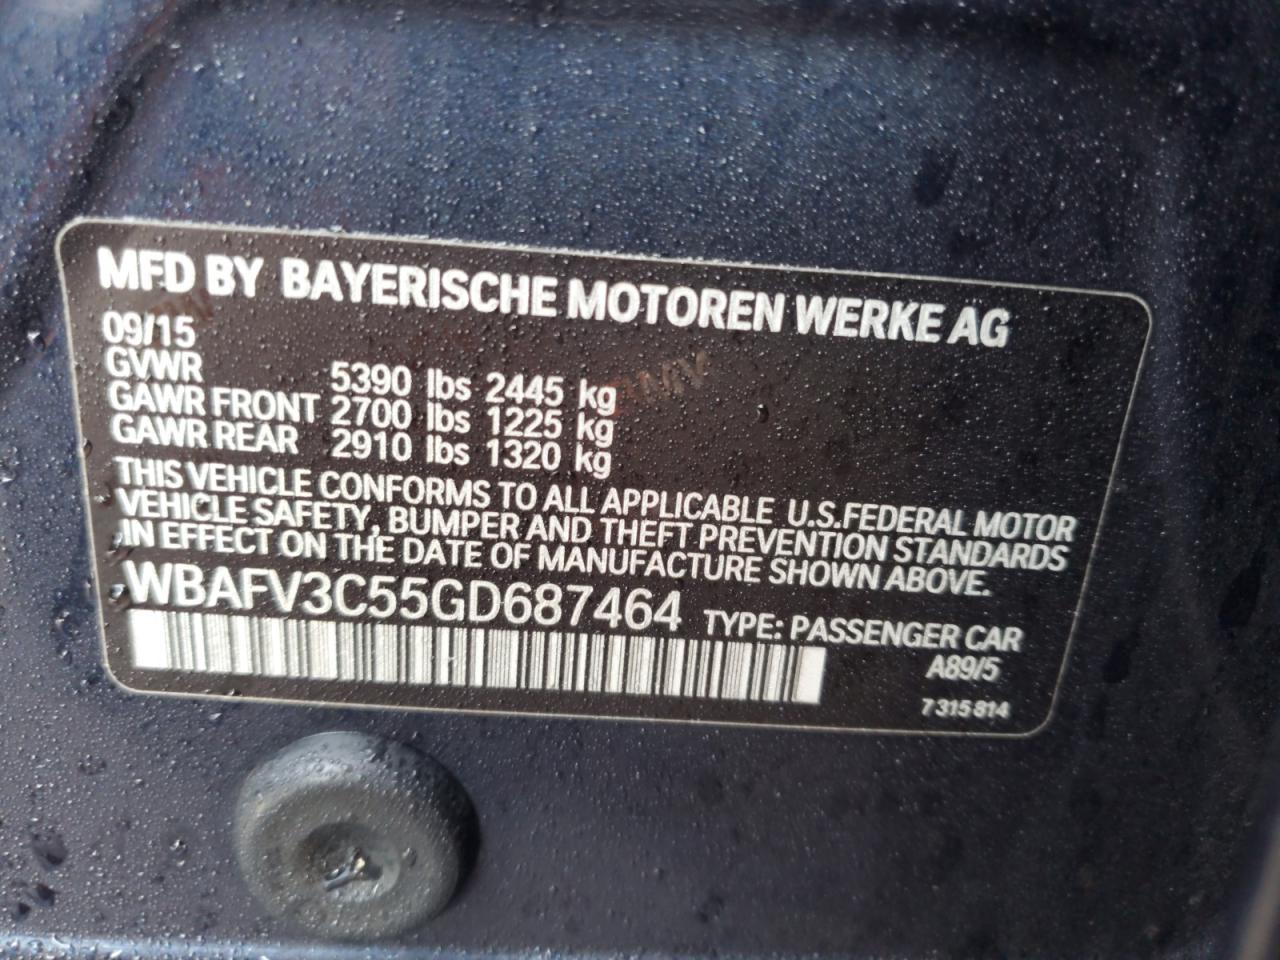 MFD BY BAYERISCHE MOTOREN WERKE AG
09/15
GVWR 5390 lbs 2445 kg
GAWR FRONT 2700 lbs 1225 kg
GAWR REAR 2910 lbs 1320 kg
THIS VEHICLE CONFORMS TO ALL APPLICABLE U.S.FEDERAL MOTOR
VEHICLE SAFETY, BUMPER AND THEFT PREVENTION STANDARDS
IN EFFECT ON THE DATE OF MANUFACTURE SHOWN ABOVE.
WBAFV3C55GD687464 TYPE: PASSENGER CAR
A89/5
7 315 814